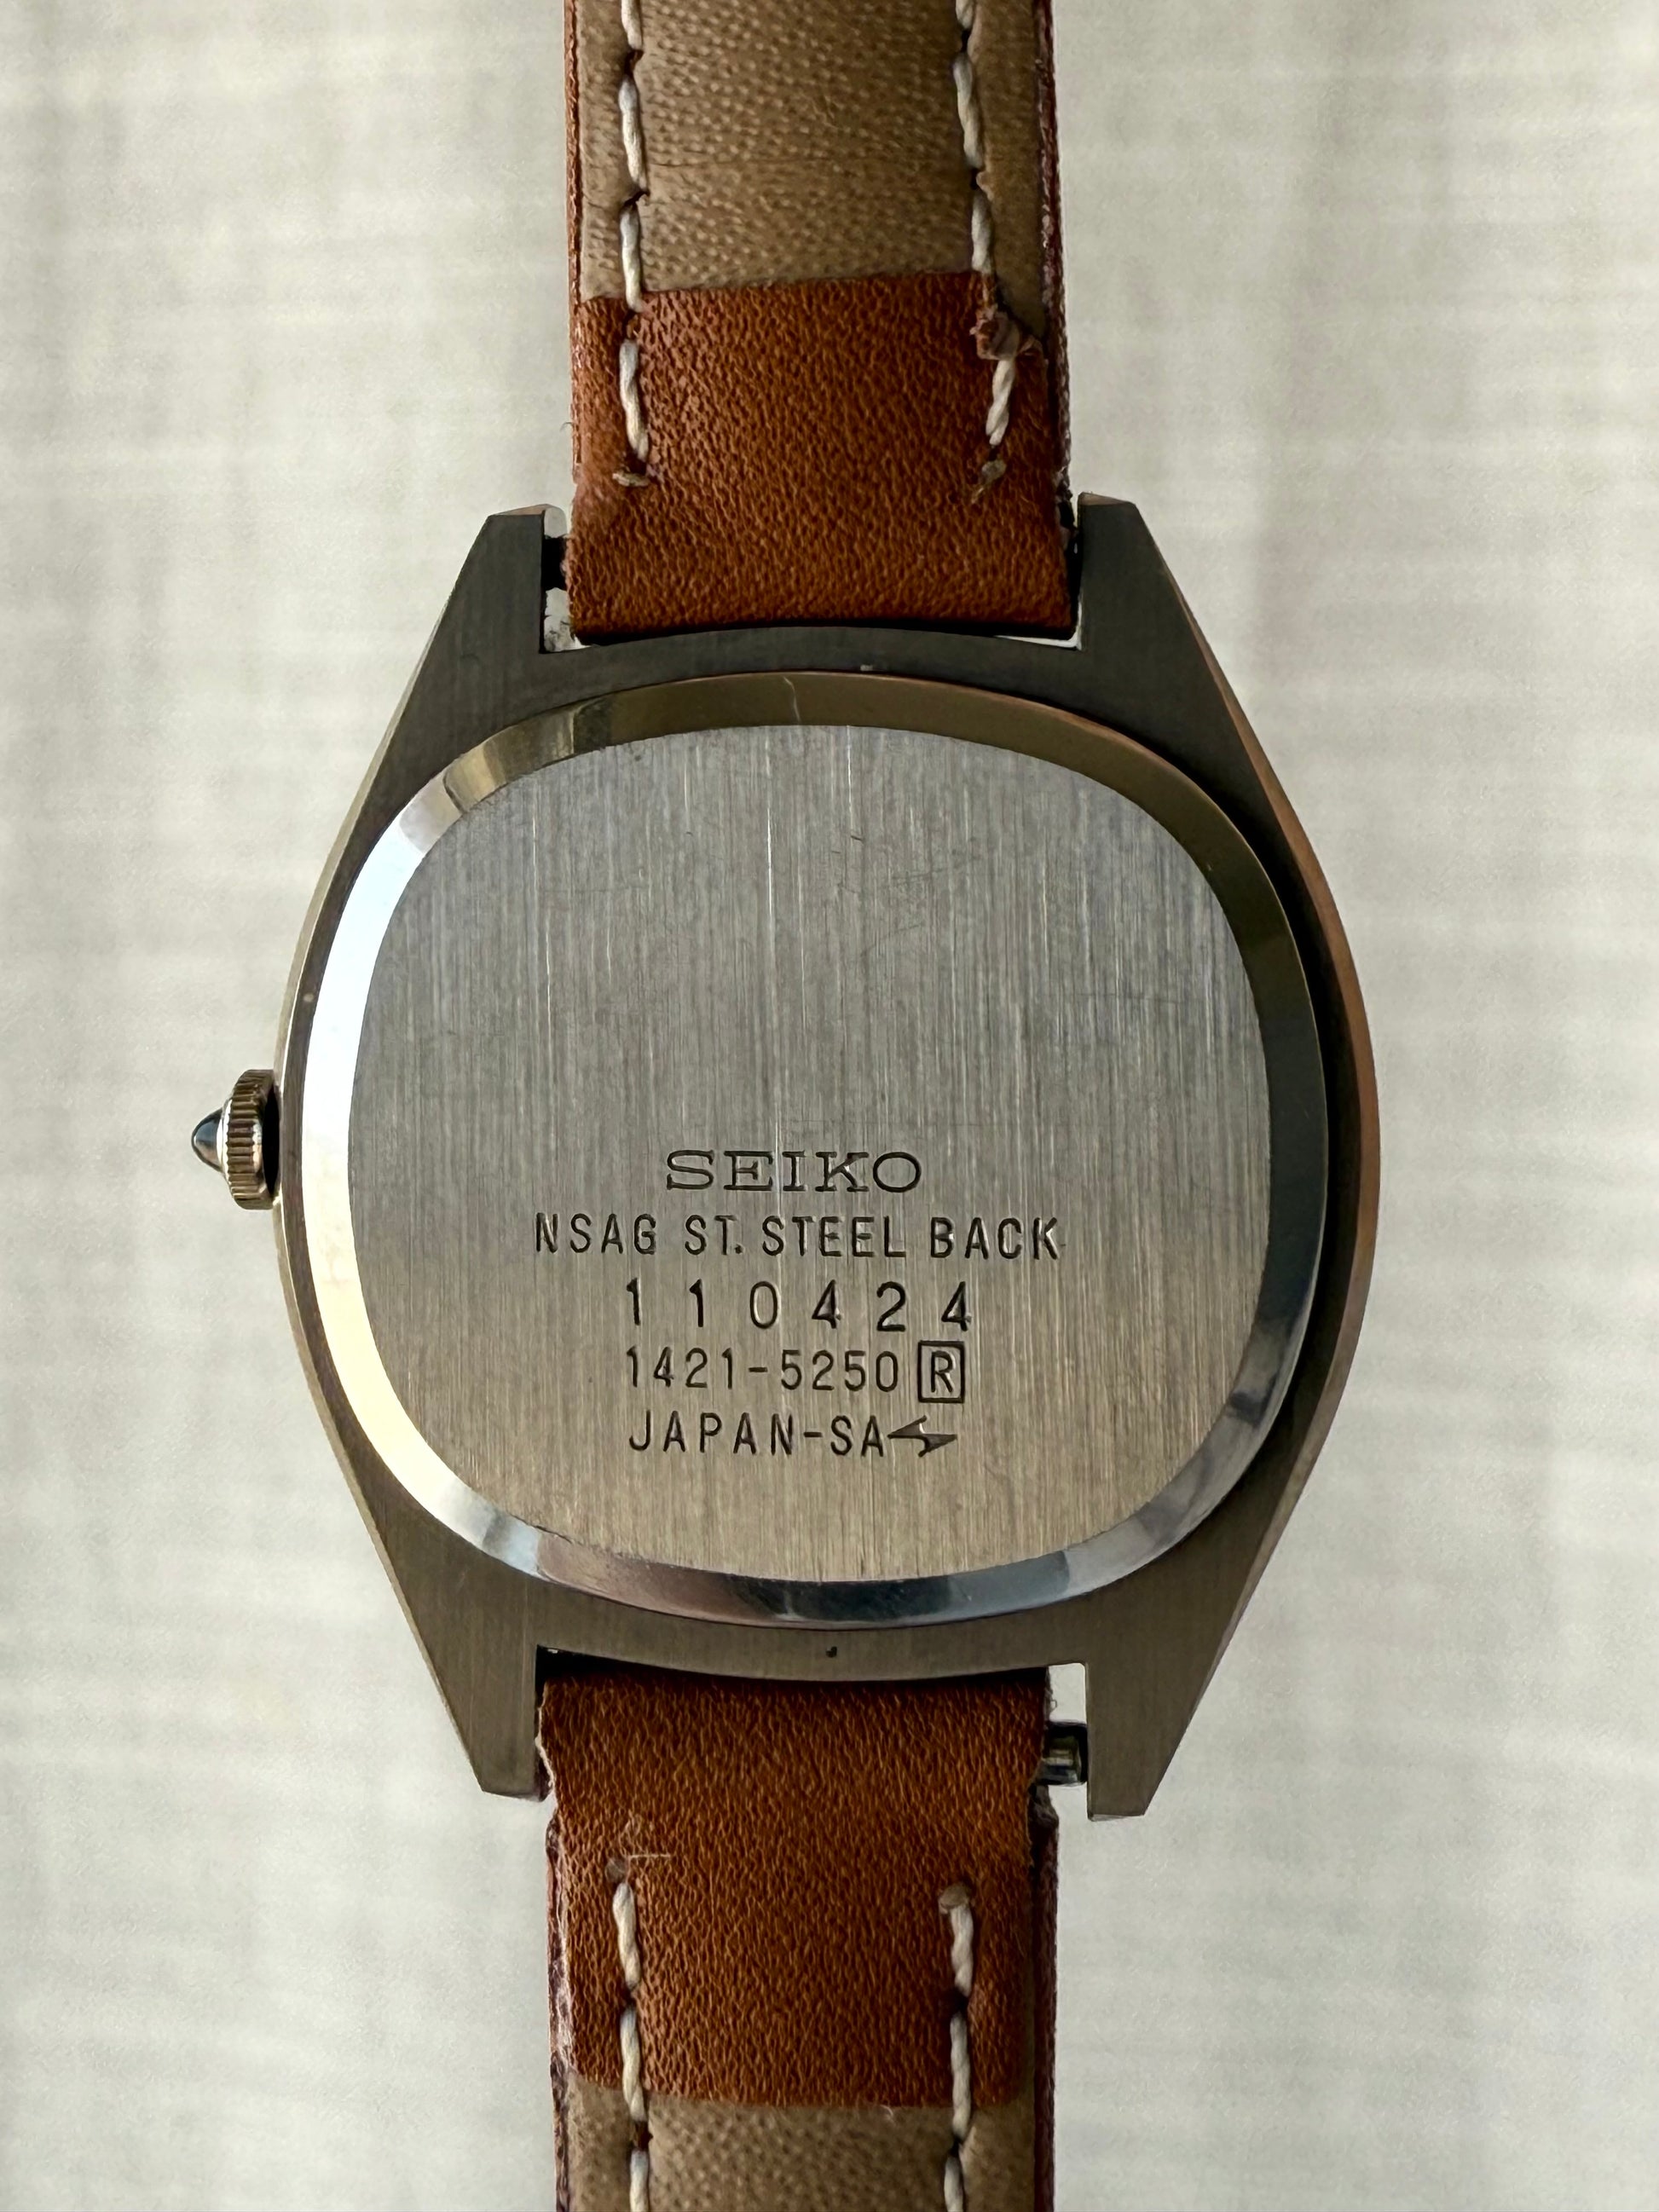 SEIKO
NSAG ST. STEEL BACK
110424
1421-5250 R
JAPAN-SA